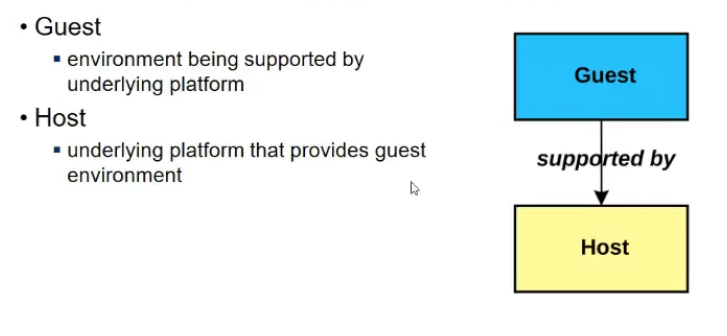 • Guest
▪ environment being supported by
underlying platform
• Host
▪ underlying platform that provides guest
environment
Guest
supported by
Host